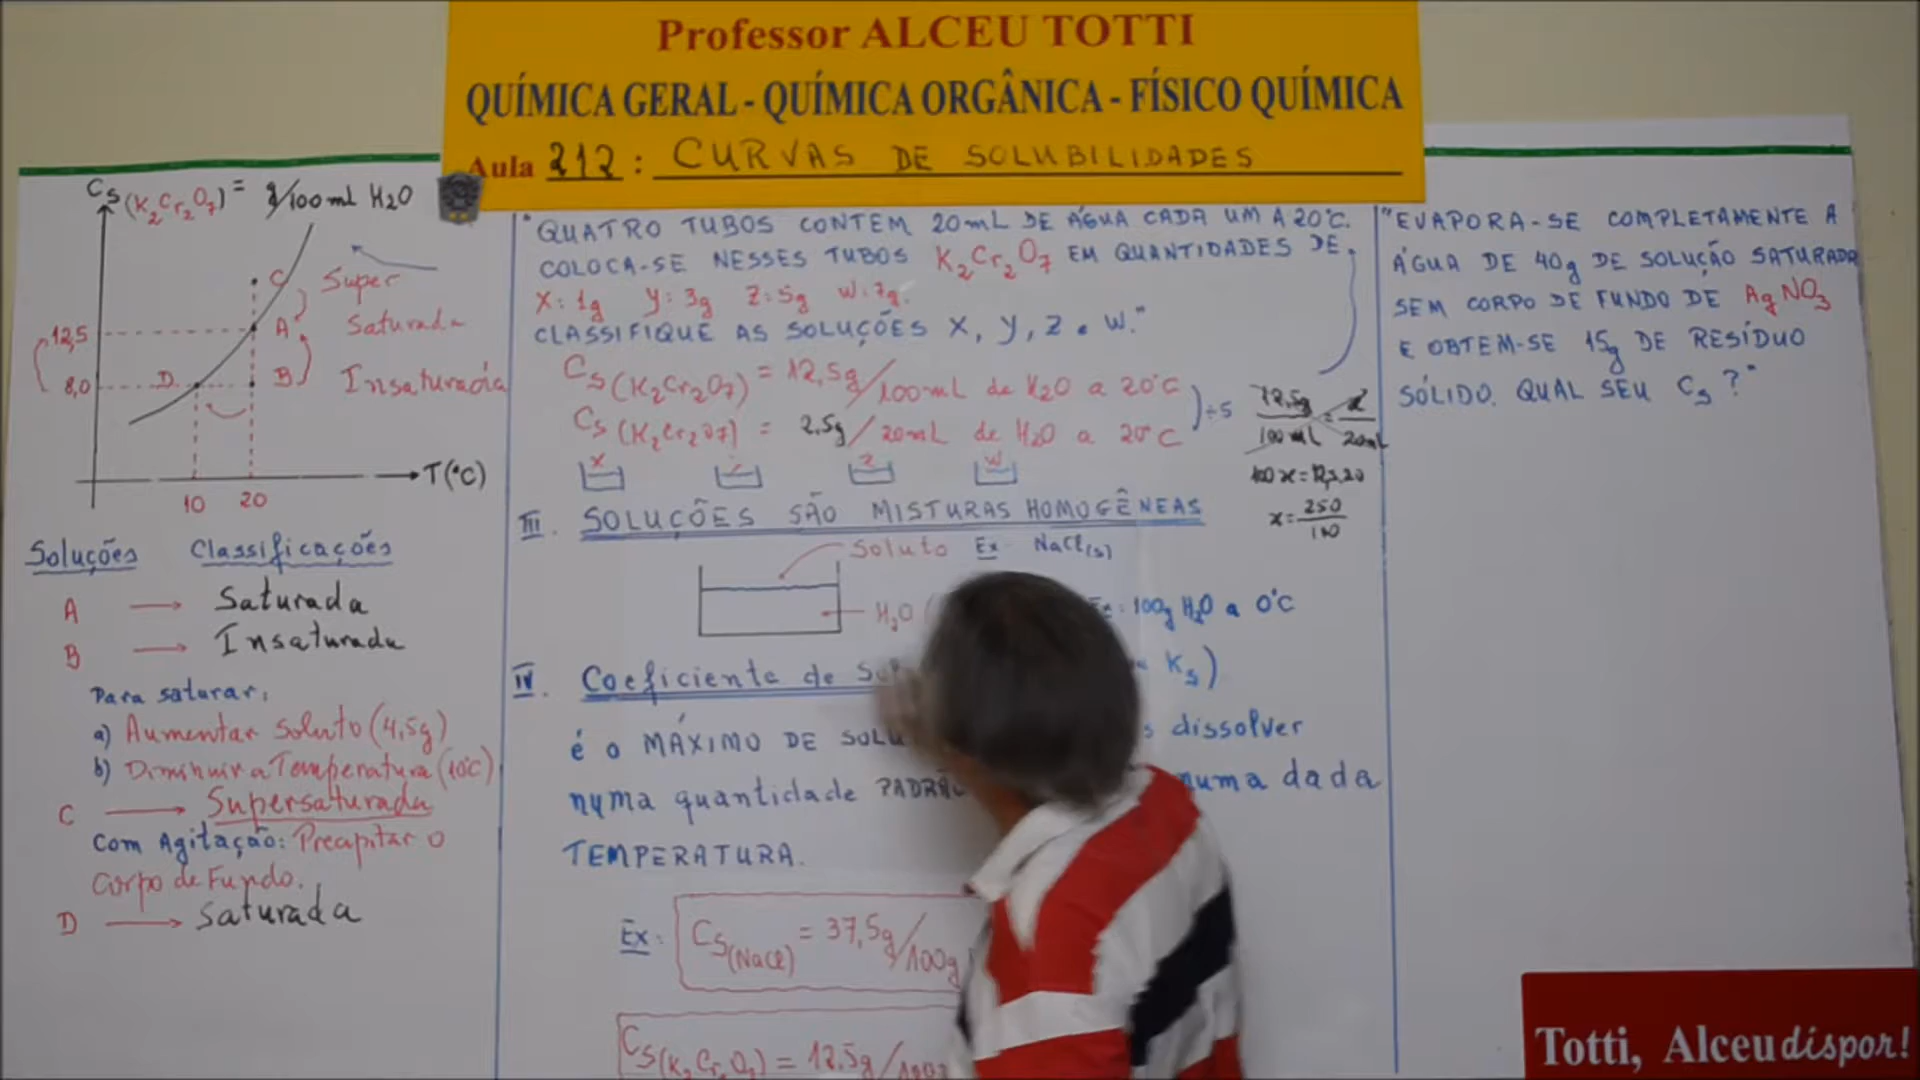 Professor ALCEU TOTTI
QUÍMICA GERAL - QUÍMICA ORGÂNICA - FÍSICO QUÍMICA
Aula 212 : CURVAS DE SOLUBILIDADES
Cs(K2Cr2O7) = g/100ml H2O
C
12,5 A
8,0 D B
10 20 T(°C)
Super
saturada
Insaturada
Soluções Classificações
A → Saturada
B → Insaturada
Para saturar:
a) Aumentar soluto (4,5g)
b) Diminuir a Temperatura (10°C)
C → Supersaturada
Com Agitação: Precapitar o
Corpo de Fundo.
D → Saturada
"QUATRO TUBOS CONTEM 20mL DE ÁGUA CADA UM A 20°C.
COLOCA-SE NESSES TUBOS K2Cr2O7 EM QUANTIDADES DE.
X: 1g Y: 3g Z: 5g W: 7g.
CLASSIFIQUE AS SOLUÇÕES X, Y, Z e W."
Cs(K2Cr2O7) = 12,5g/100mL de H2O a 20°C
Cs(K2Cr2O7) = 2,5g/20mL de H2O a 20°C
÷5
12,5g/100ml = x/20mL
100x = 12,5.20
x = 250/100
X Y Z W
III. SOLUÇÕES SÃO MISTURAS HOMOGÊNEAS
Soluto Ex NaCl(s)
H2O
Ex: 100g H2O a 0°C
IV. Coeficiente de Ks)
é o MÁXIMO DE dissolver
numa quantidade numa dada
TEMPERATURA.
Ex: Cs(NaCl) = 37,5g/100g
Cs(K2Cr2O7) = 12,5g/100g
"EVAPORA-SE COMPLETAMENTE A
ÁGUA DE 40g DE SOLUÇÃO SATURADA
SEM CORPO DE FUNDO DE AgNO3
E OBTEM-SE 15g DE RESÍDUO
SÓLIDO. QUAL SEU Cs?"
Totti, Alceu dispor!